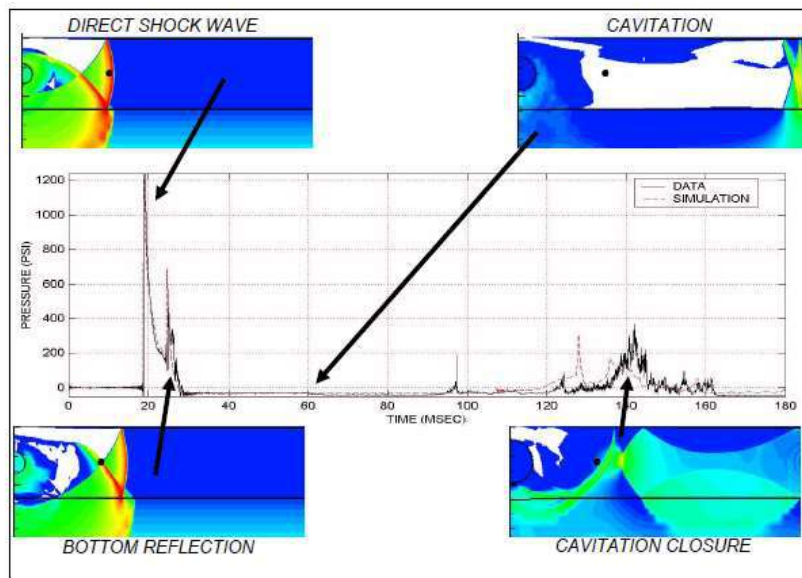 DIRECT SHOCK WAVE
CAVITATION
1200
1000
800
600
400
200
0
PRESSURE (PSI)
DATA
SIMULATION
0 20 40 60 80 100 120 140 160 180
TIME (MSEC)
BOTTOM REFLECTION
CAVITATION CLOSURE